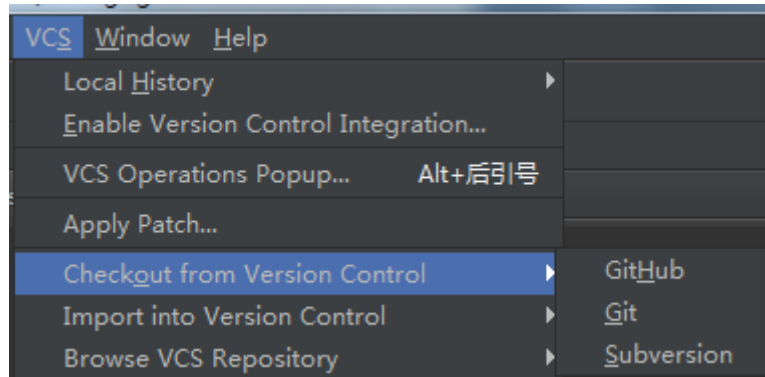 VCS Window Help
Local History
Enable Version Control Integration...
VCS Operations Popup... Alt+后引号
Apply Patch...
Checkout from Version Control
GitHub
Import into Version Control
Git
Browse VCS Repository
Subversion